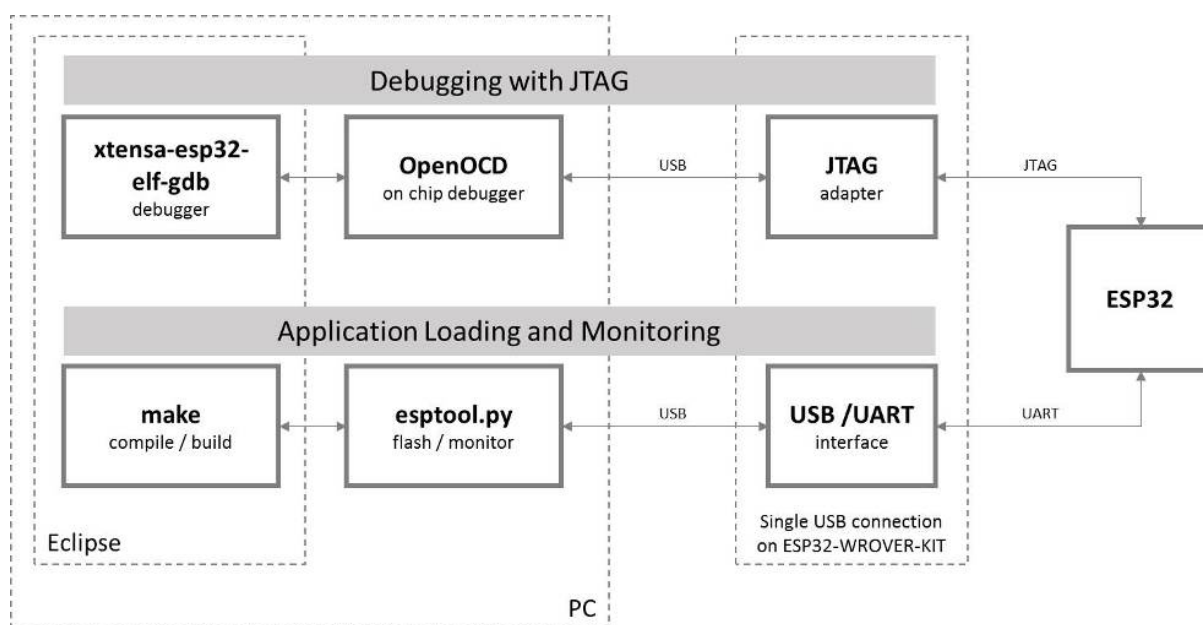 Debugging with JTAG
xtensa-esp32-
elf-gdb
debugger
OpenOCD
on chip debugger
USB
JTAG
adapter
JTAG
ESP32
Application Loading and Monitoring
make
compile / build
esptool.py
flash / monitor
USB
USB /UART
interface
UART
Eclipse
Single USB connection
on ESP32-WROVER-KIT
PC